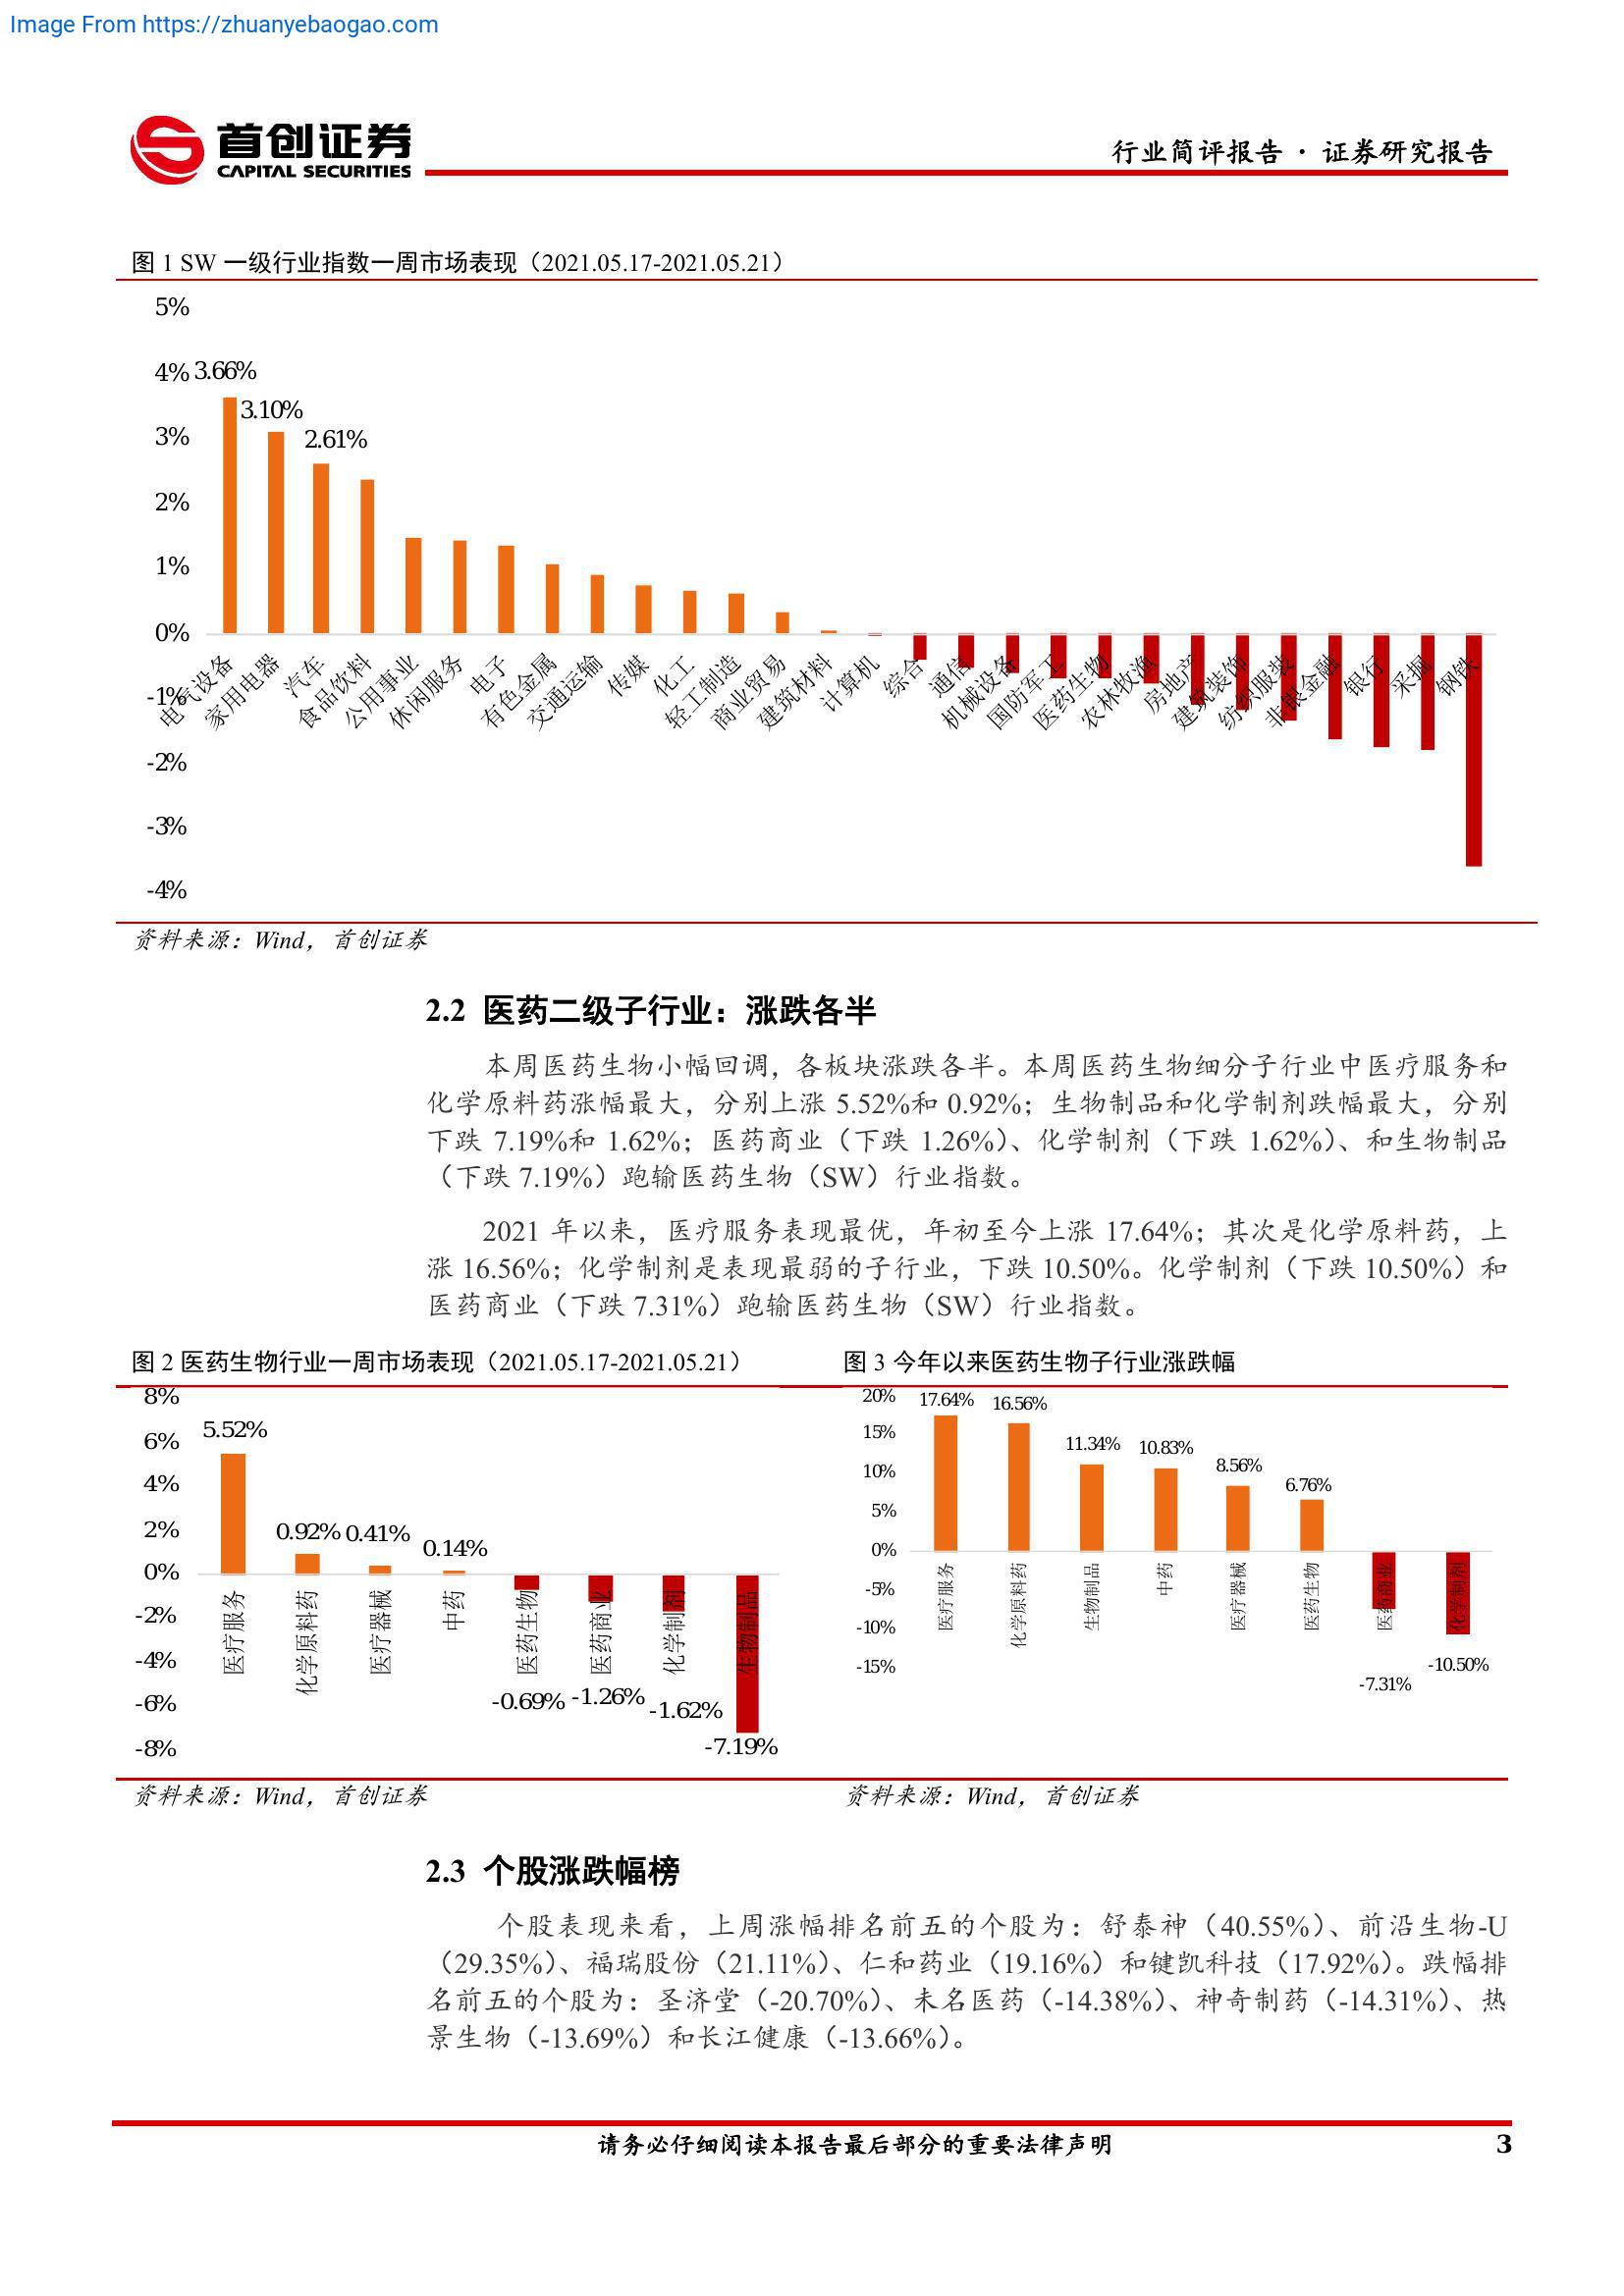 Image From https://zhuanyebaogao.com
首创证券
CAPITAL SECURITIES
行业简评报告 · 证券研究报告
图 1 SW 一级行业指数一周市场表现（2021.05.17-2021.05.21）
5%
4%
3%
2%
1%
0%
-1%
-2%
-3%
-4%
3.66%
3.10%
2.61%
电气设备
家用电器
汽车
食品饮料
公用事业
休闲服务
电子
有色金属
交通运输
传媒
化工
轻工制造
商业贸易
建筑材料
计算机
综合
通信
机械设备
国防军工
医药生物
农林牧渔
房地产
建筑装饰
纺织服装
非银金融
银行
采掘
钢铁
资料来源：Wind，首创证券
2.2 医药二级子行业：涨跌各半
本周医药生物小幅回调，各板块涨跌各半。本周医药生物细分子行业中医疗服务和
化学原料药涨幅最大，分别上涨 5.52%和 0.92%；生物制品和化学制剂跌幅最大，分别
下跌 7.19%和 1.62%；医药商业（下跌 1.26%）、化学制剂（下跌 1.62%）、和生物制品
（下跌 7.19%）跑输医药生物（SW）行业指数。
2021 年以来，医疗服务表现最优，年初至今上涨 17.64%；其次是化学原料药，上
涨 16.56%；化学制剂是表现最弱的子行业，下跌 10.50%。化学制剂（下跌 10.50%）和
医药商业（下跌 7.31%）跑输医药生物（SW）行业指数。
图 2 医药生物行业一周市场表现（2021.05.17-2021.05.21）
8%
6%
4%
2%
0%
-2%
-4%
-6%
-8%
5.52%
0.92%
0.41%
0.14%
-0.69%
-1.26%
-1.62%
-7.19%
医疗服务
化学原料药
医疗器械
中药
医药生物
医药商业
化学制剂
生物制品
资料来源：Wind，首创证券
图 3 今年以来医药生物子行业涨跌幅
20%
15%
10%
5%
0%
-5%
-10%
-15%
17.64%
16.56%
11.34%
10.83%
8.56%
6.76%
-7.31%
-10.50%
医疗服务
化学原料药
生物制品
中药
医疗器械
医药生物
医药商业
化学制剂
资料来源：Wind，首创证券
2.3 个股涨跌幅榜
个股表现来看，上周涨幅排名前五的个股为：舒泰神（40.55%）、前沿生物-U
（29.35%）、福瑞股份（21.11%）、仁和药业（19.16%）和键凯科技（17.92%）。跌幅排
名前五的个股为：圣济堂（-20.70%）、未名医药（-14.38%）、神奇制药（-14.31%）、热
景生物（-13.69%）和长江健康（-13.66%）。
请务必仔细阅读本报告最后部分的重要法律声明
3